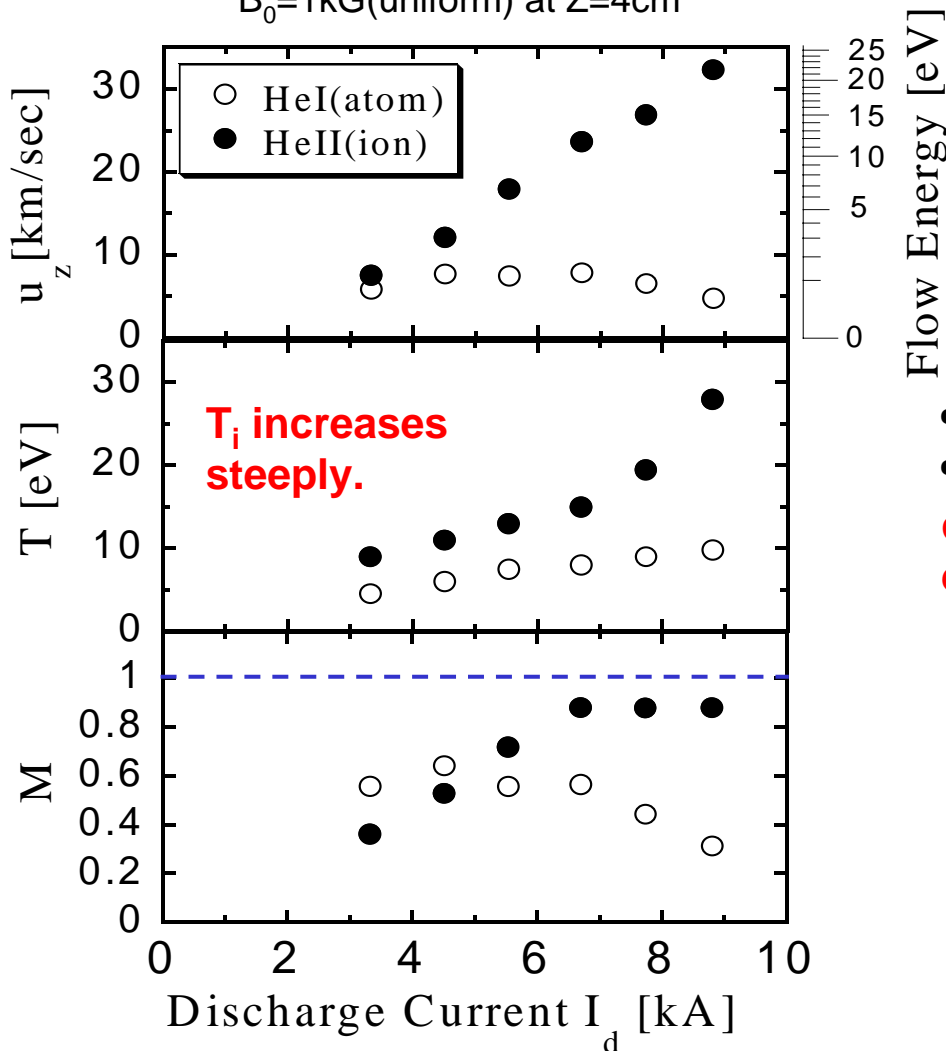 B0=1kG(uniform) at Z=4cm
HeI(atom)
HeII(ion)
uz[km/sec]
30
20
10
0
25
20
15
10
5
0
Flow Energy [eV]
Ti increases
steeply.
T [eV]
30
20
10
0
M
1
0.8
0.6
0.4
0.2
0
0 2 4 6 8 10
Discharge Current Id [kA]